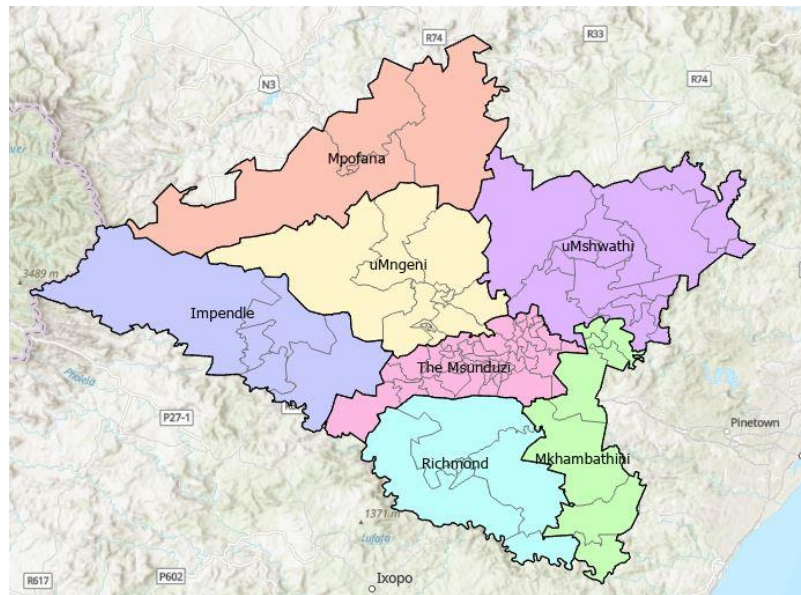 R74
R33
N3
R74
Mpofana
uMshwathi
uMngeni
3489 m
Impendle
The Msunduzi
Pholela
P27-1
Pinetown
Richmond
Mkhambathini
1371 m
Lufafa
R617
P602
Ixopo